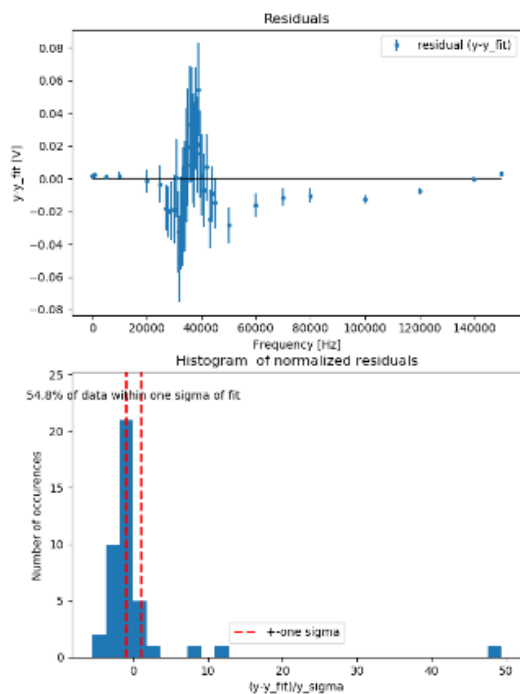 Residuals
residual (y-y_fit)
0.08
0.06
0.04
0.02
0.00
−0.02
−0.04
−0.06
−0.08
y-y_fit [V]
0 20000 40000 60000 80000 100000 120000 140000
Frequency [Hz]
Histogram of normalized residuals
25
20
15
10
5
0
54.8% of data within one sigma of fit
Number of occurences
+-one sigma
0 10 20 30 40 50
(y-y_fit)/y_sigma